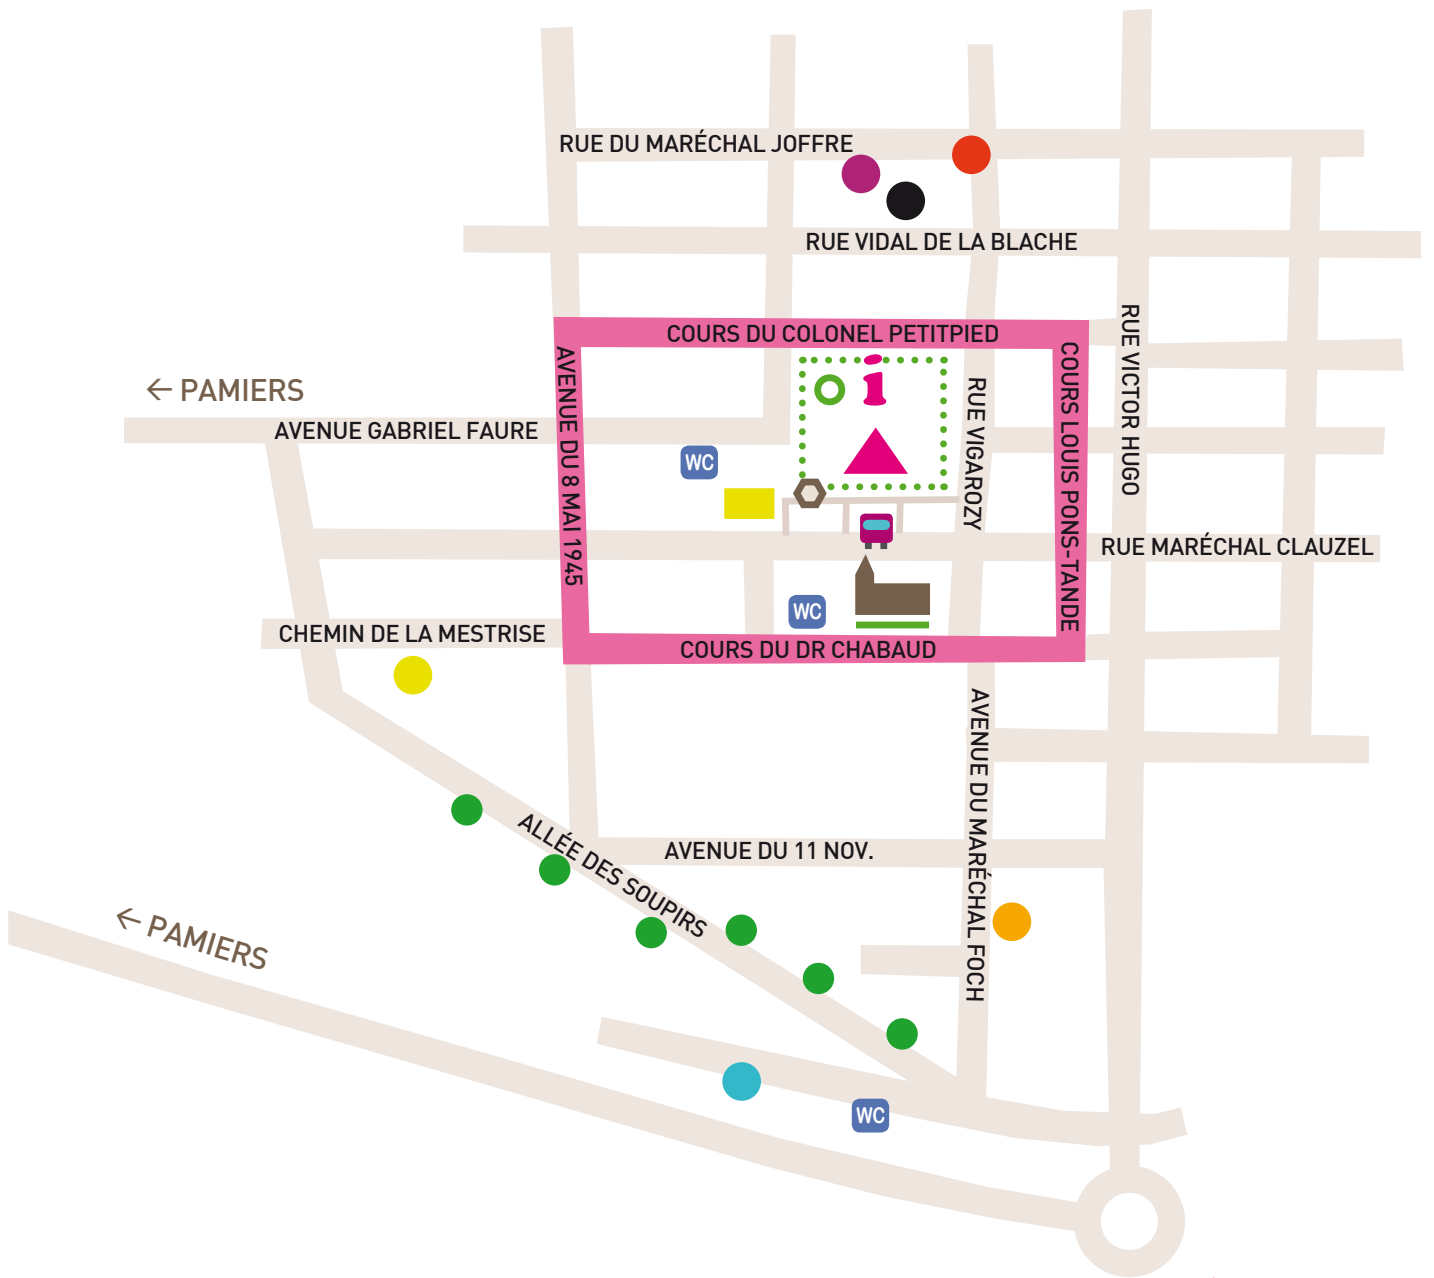 RUE DU MARÉCHAL JOFFRE
RUE VIDAL DE LA BLACHE
COURS DU COLONEL PETITPIED
← PAMIERS
AVENUE GABRIEL FAURE
AVENUE DU 8 MAI 1945
i
RUE VIGAROZY
COURS LOUIS PONS-TANDE
RUE VICTOR HUGO
WC
RUE MARÉCHAL CLAUZEL
WC
CHEMIN DE LA MESTRISE
COURS DU DR CHABAUD
AVENUE DU MARÉCHAL FOCH
ALLÉE DES SOUPIRS
AVENUE DU 11 NOV.
← PAMIERS
WC